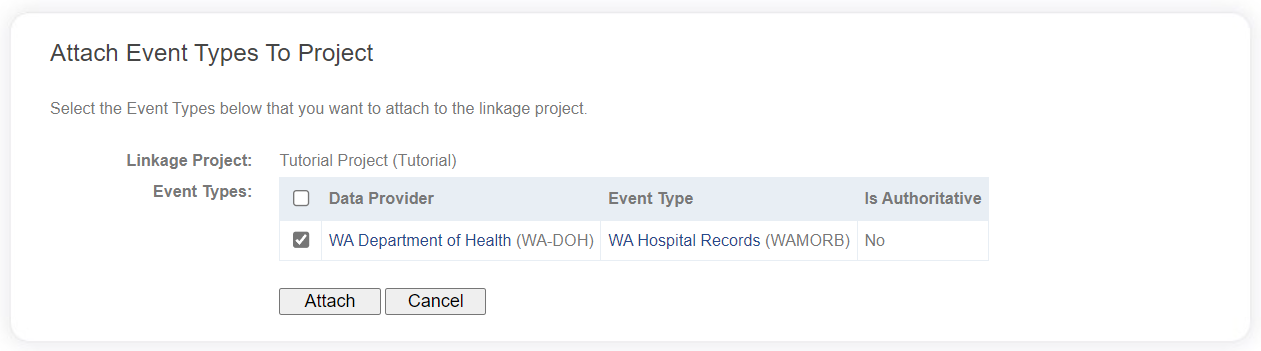 Attach Event Types To Project
Select the Event Types below that you want to attach to the linkage project.
Linkage Project: Tutorial Project (Tutorial)
Event Types:
Data Provider Event Type Is Authoritative
WA Department of Health (WA-DOH) WA Hospital Records (WAMORB) No
Attach Cancel